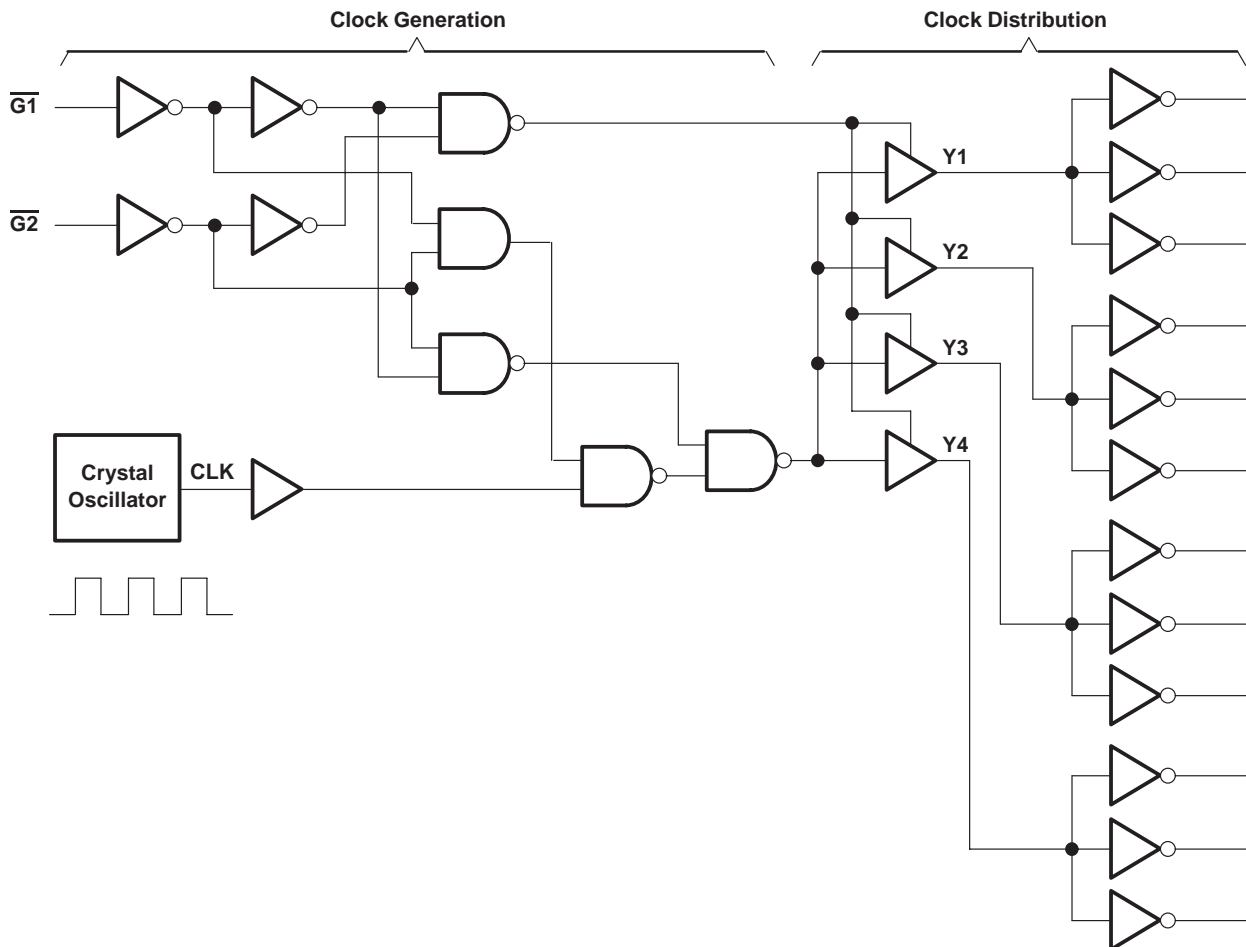 Clock Generation
Clock Distribution
G1
G2
Y1
Y2
Y3
Y4
Crystal
Oscillator
CLK